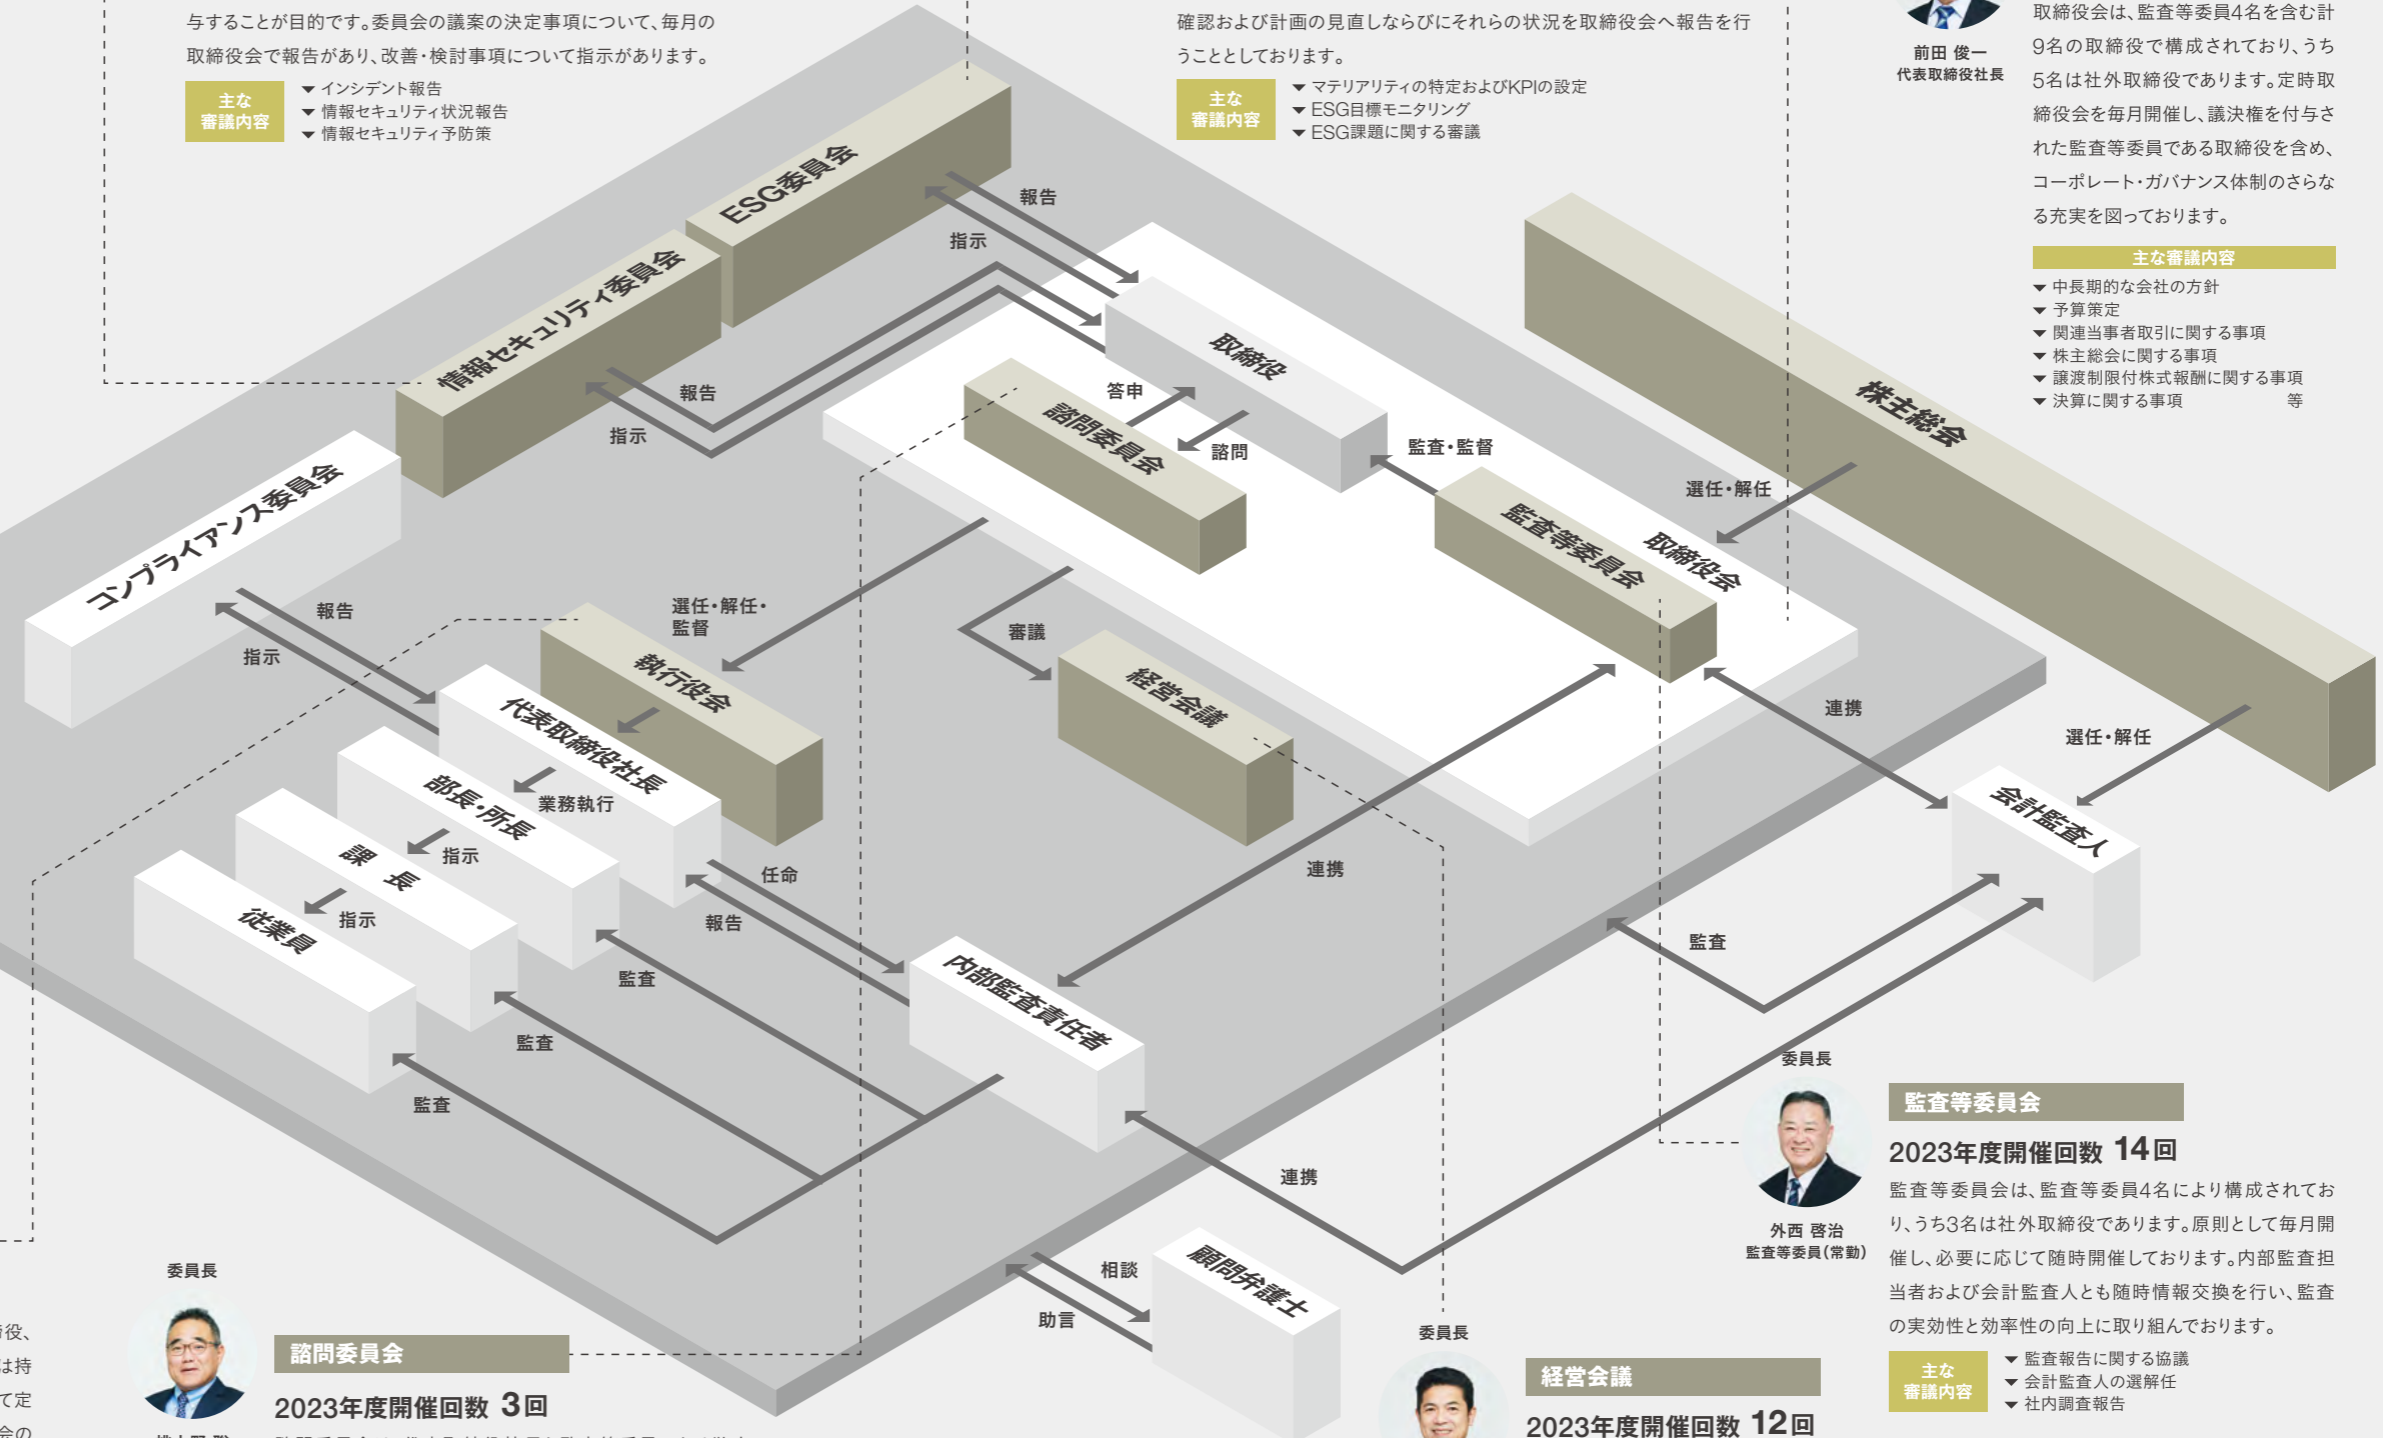 与することが目的です。委員会の議案の決定事項について、毎月の
取締役会で報告があり、改善・検討事項について指示があります。
主な
審議内容
▼ インシデント報告
▼ 情報セキュリティ状況報告
▼ 情報セキュリティ予防策
確認および計画の見直しならびにそれらの状況を取締役会へ報告を行
うこととしております。
主な
審議内容
▼ マテリアリティの特定およびKPIの設定
▼ ESG目標モニタリング
▼ ESG課題に関する審議
前田 俊一
代表取締役社長
取締役会は、監査等委員4名を含む計
9名の取締役で構成されており、うち
5名は社外取締役であります。定時取
締役会を毎月開催し、議決権を付与さ
れた監査等委員である取締役を含め、
コーポレート・ガバナンス体制のさらな
る充実を図っております。
主な審議内容
▼ 中長期的な会社の方針
▼ 予算策定
▼ 関連当事者取引に関する事項
▼ 株主総会に関する事項
▼ 譲渡制限付株式報酬に関する事項
▼ 決算に関する事項 等
ESG委員会
報告
指示
情報セキュリティ委員会
報告
指示
取締役
答申
諮問
諮問委員会
監査・監督
監査等委員会
取締役会
選任・解任
株主総会
コンプライアンス委員会
報告
指示
選任・解任・
監督
審議
執行役会
経営会議
連携
選任・解任
代表取締役社長
業務執行
部長・所長
指示
課 長
指示
従業員
任命
報告
連携
会計監査人
監査
監査
監査
監査
内部監査責任者
連携
相談
助言
顧問弁護士
委員長
外西 啓治
監査等委員(常勤)
監査等委員会
2023年度開催回数 14回
監査等委員会は、監査等委員4名により構成されてお
り、うち3名は社外取締役であります。原則として毎月開
催し、必要に応じて随時開催しております。内部監査担
当者および会計監査人とも随時情報交換を行い、監査
の実効性と効率性の向上に取り組んでおります。
主な
審議内容
▼ 監査報告に関する協議
▼ 会計監査人の選解任
▼ 社内調査報告
役、
は持
て定
会の
委員長
諮問委員会
2023年度開催回数 3回
委員長
経営会議
2023年度開催回数 12回